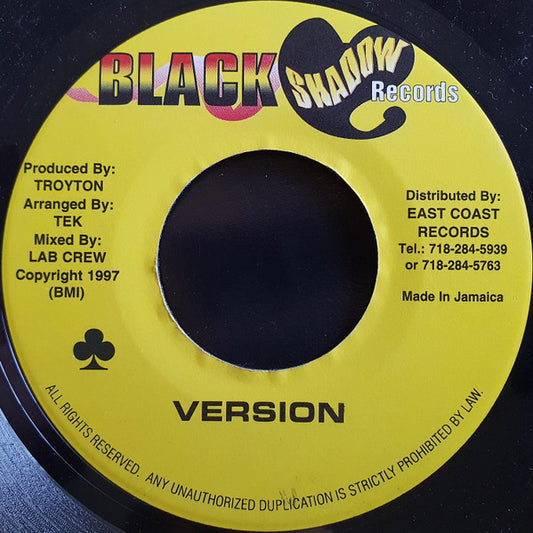 BLACK SHADOW Records
Produced By:
TROYTON
Arranged By:
TEK
Mixed By:
LAB CREW
Copyright 1997
(BMI)
Distributed By:
EAST COAST
RECORDS
Tel.: 718-284-5939
or 718-284-5763
Made In Jamaica
VERSION
ALL RIGHTS RESERVED. ANY UNAUTHORIZED DUPLICATION IS STRICTLY PROHIBITED BY LAW.